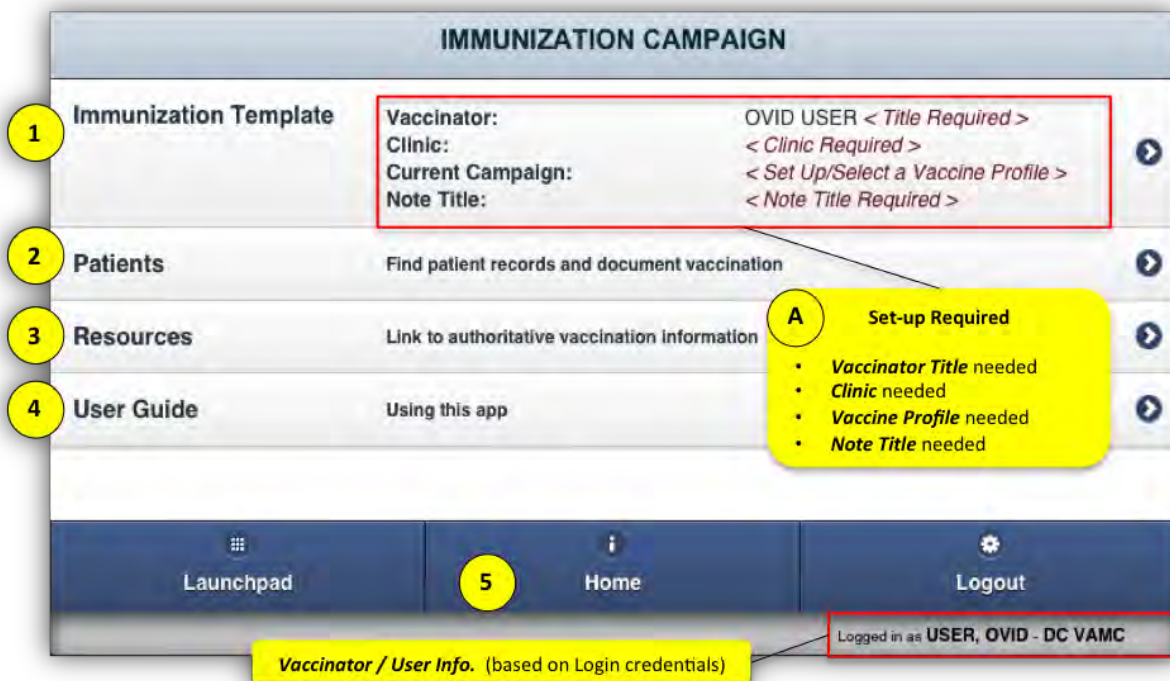 IMMUNIZATION CAMPAIGN
1
Immunization Template
Vaccinator: OVID USER < Title Required >
Clinic: < Clinic Required >
Current Campaign: < Set Up/Select a Vaccine Profile >
Note Title: < Note Title Required >
2
Patients
Find patient records and document vaccination
3
Resources
Link to authoritative vaccination information
4
User Guide
Using this app
A
Set-up Required
• Vaccinator Title needed
• Clinic needed
• Vaccine Profile needed
• Note Title needed
Launchpad
5
Home
Logout
Logged in as USER, OVID - DC VAMC
Vaccinator / User Info. (based on Login credentials)